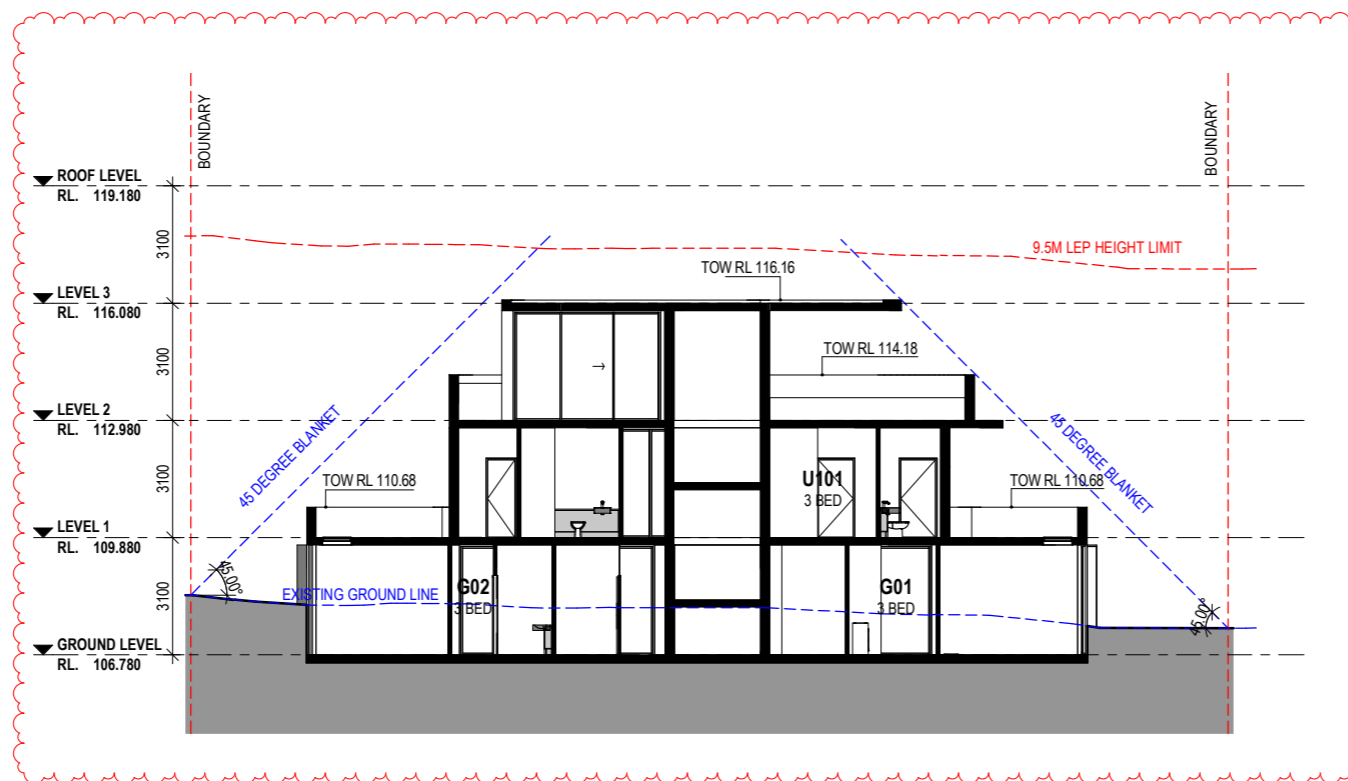 BOUNDARY
BOUNDARY
ROOF LEVEL
RL. 119.180
3100
9.5M LEP HEIGHT LIMIT
TOW RL 116.16
LEVEL 3
RL. 116.080
3100
TOW RL 114.18
LEVEL 2
RL. 112.980
45 DEGREE BLANKET
45 DEGREE BLANKET
3100
U101
3 BED
TOW RL 110.68
TOW RL 110.68
LEVEL 1
RL. 109.880
45.00°
3100
G02
3 BED
EXISTING GROUND LINE
G01
3 BED
45.00°
GROUND LEVEL
RL. 106.780